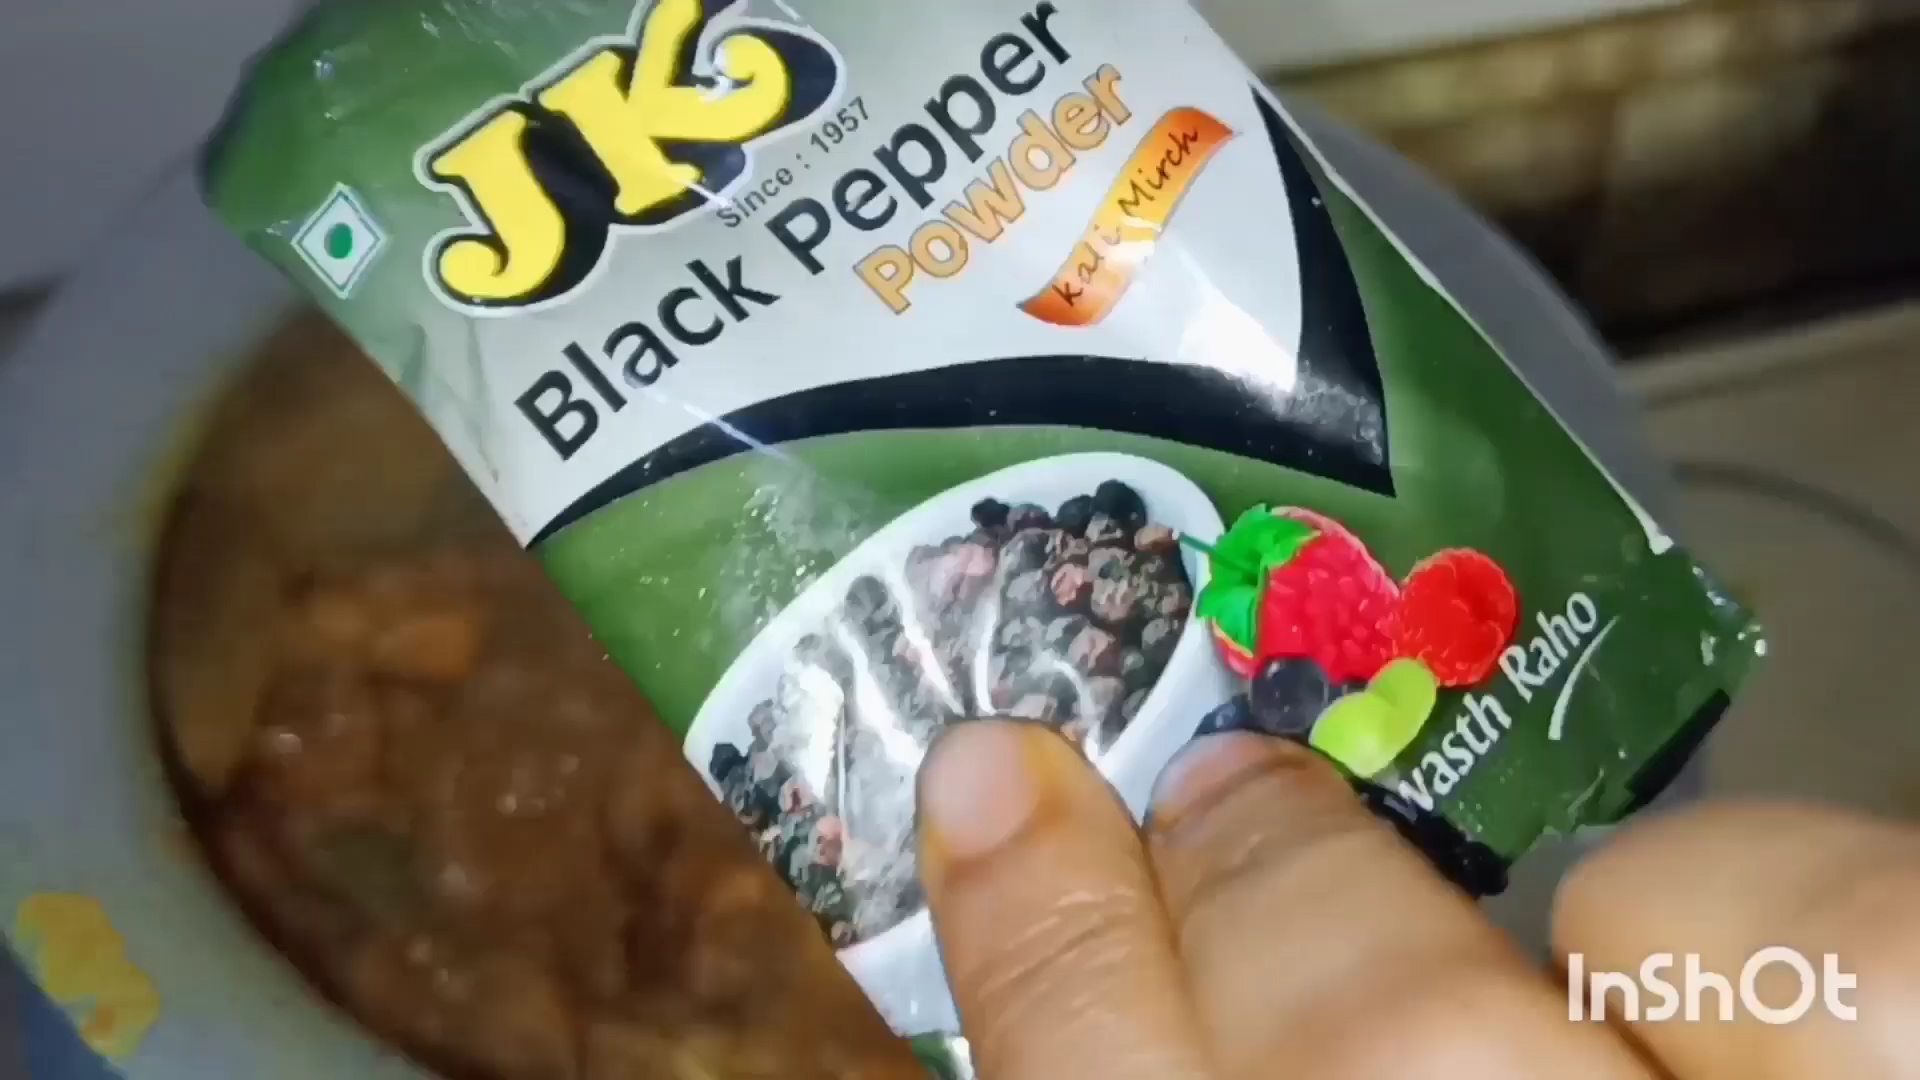 JK
Since : 1957
Black Pepper
Powder
kali Mirch
wasth Raho
InShOt